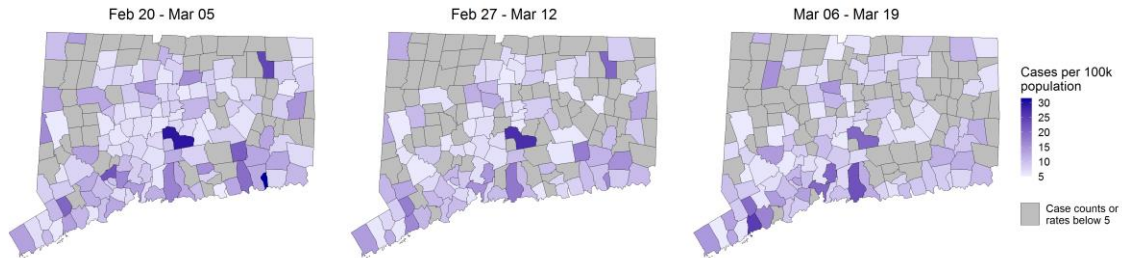 Feb 20 - Mar 05
Feb 27 - Mar 12
Mar 06 - Mar 19
Cases per 100k
population
30
25
20
15
10
5
Case counts or
rates below 5